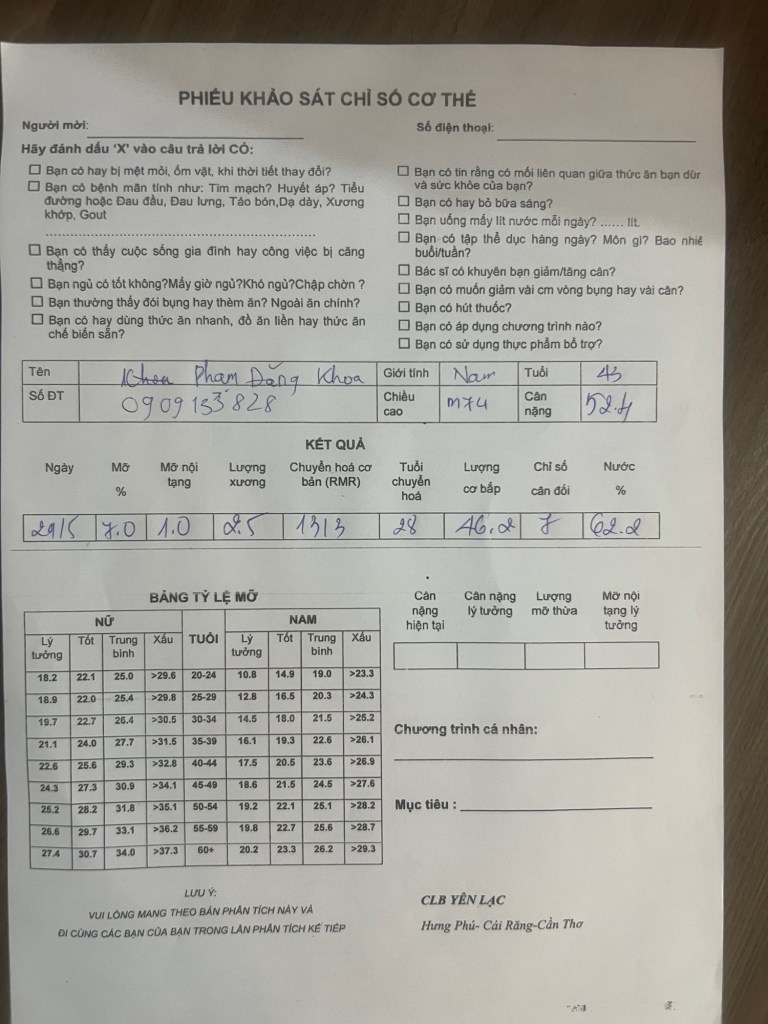 PHIẾU KHẢO SÁT CHỈ SỐ CƠ THỂ
Người mời:
Số điện thoại:
Hãy đánh dấu 'X' vào câu trả lời CÓ:
Bạn có hay bị mệt mỏi, ốm vặt, khi thời tiết thay đổi?
Bạn có bệnh mãn tính như: Tim mạch? Huyết áp? Tiểu
đường hoặc Đau đầu, Đau lưng, Táo bón,Dạ dày, Xương
khớp, Gout
Bạn có thấy cuộc sống gia đình hay công việc bị căng
thẳng?
Bạn ngủ có tốt không?Mấy giờ ngủ?Khó ngủ?Chập chờn ?
Bạn thường thấy đói bụng hay thèm ăn? Ngoài ăn chính?
Bạn có hay dùng thức ăn nhanh, đồ ăn liền hay thức ăn
chế biến sẵn?
Bạn có tin rằng có mối liên quan giữa thức ăn bạn dùn
và sức khỏe của bạn?
Bạn có hay bỏ bữa sáng?
Bạn uống mấy lít nước mỗi ngày? ...... lít.
Bạn có tập thể dục hàng ngày? Môn gì? Bao nhiê
buổi/tuần?
Bác sĩ có khuyên bạn giảm/tăng cân?
Bạn có muốn giảm vài cm vòng bụng hay vài cân?
Bạn có hút thuốc?
Bạn có áp dụng chương trình nào?
Bạn có sử dụng thực phẩm bổ trợ?
Tên Khoa Phạm Đăng Khoa Giới tính Nam Tuổi 43
Số ĐT 0909153828 Chiều cao m74 Cân nặng 52.4
KẾT QUẢ
Ngày Mỡ % Mỡ nội tạng Lượng xương Chuyển hoá cơ bản (RMR) Tuổi chuyển hoá Lượng cơ bắp Chỉ số cân đối Nước %
29/5 7.0 1.0 2.5 1313 28 46.2 7 62.2
BẢNG TỶ LỆ MỠ
NỮ TUỔI NAM
Lý tưởng Tốt Trung bình Xấu Lý tưởng Tốt Trung bình Xấu
18.2 22.1 25.0 >29.6 20-24 10.8 14.9 19.0 >23.3
18.9 22.0 25.4 >29.8 25-29 12.8 16.5 20.3 >24.3
19.7 22.7 26.4 >30.5 30-34 14.5 18.0 21.5 >25.2
21.1 24.0 27.7 >31.5 35-39 16.1 19.3 22.6 >26.1
22.6 25.6 29.3 >32.8 40-44 17.5 20.5 23.6 >26.9
24.3 27.3 30.9 >34.1 45-49 18.6 21.5 24.5 >27.6
25.2 28.2 31.8 >35.1 50-54 19.2 22.1 25.1 >28.2
26.6 29.7 33.1 >36.2 55-59 19.8 22.7 25.6 >28.7
27.4 30.7 34.0 >37.3 60+ 20.2 23.3 26.2 >29.3
Cân nặng hiện tại Cân nặng lý tưởng Lượng mỡ thừa Mỡ nội tạng lý tưởng
Chương trình cá nhân:
Mục tiêu :
LƯU Ý:
VUI LÒNG MANG THEO BẢN PHÂN TÍCH NÀY VÀ
ĐI CÙNG CÁC BẠN CỦA BẠN TRONG LẦN PHÂN TÍCH KẾ TIẾP
CLB YÊN LẠC
Hưng Phú- Cái Răng-Cần Thơ